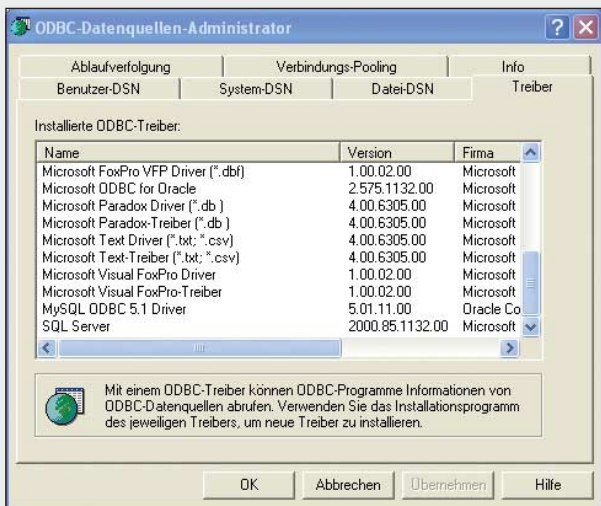 ODBC-Datenquellen-Administrator
Ablaufverfolgung Verbindungs-Pooling Info
Benutzer-DSN System-DSN Datei-DSN Treiber
Installierte ODBC-Treiber:
Name Version Firma
Microsoft FoxPro VFP Driver (*.dbf) 1.00.02.00 Microsoft
Microsoft ODBC for Oracle 2.575.1132.00 Microsoft
Microsoft Paradox Driver (*.db ) 4.00.6305.00 Microsoft
Microsoft Paradox-Treiber (*.db ) 4.00.6305.00 Microsoft
Microsoft Text Driver (*.txt; *.csv) 4.00.6305.00 Microsoft
Microsoft Text-Treiber (*.txt; *.csv) 4.00.6305.00 Microsoft
Microsoft Visual FoxPro Driver 1.00.02.00 Microsoft
Microsoft Visual FoxPro-Treiber 1.00.02.00 Microsoft
MySQL ODBC 5.1 Driver 5.01.11.00 Oracle Co
SQL Server 2000.85.1132.00 Microsoft
Mit einem ODBC-Treiber können ODBC-Programme Informationen von
ODBC-Datenquellen abrufen. Verwenden Sie das Installationsprogramm
des jeweiligen Treibers, um neue Treiber zu installieren.
OK Abbrechen Übernehmen Hilfe